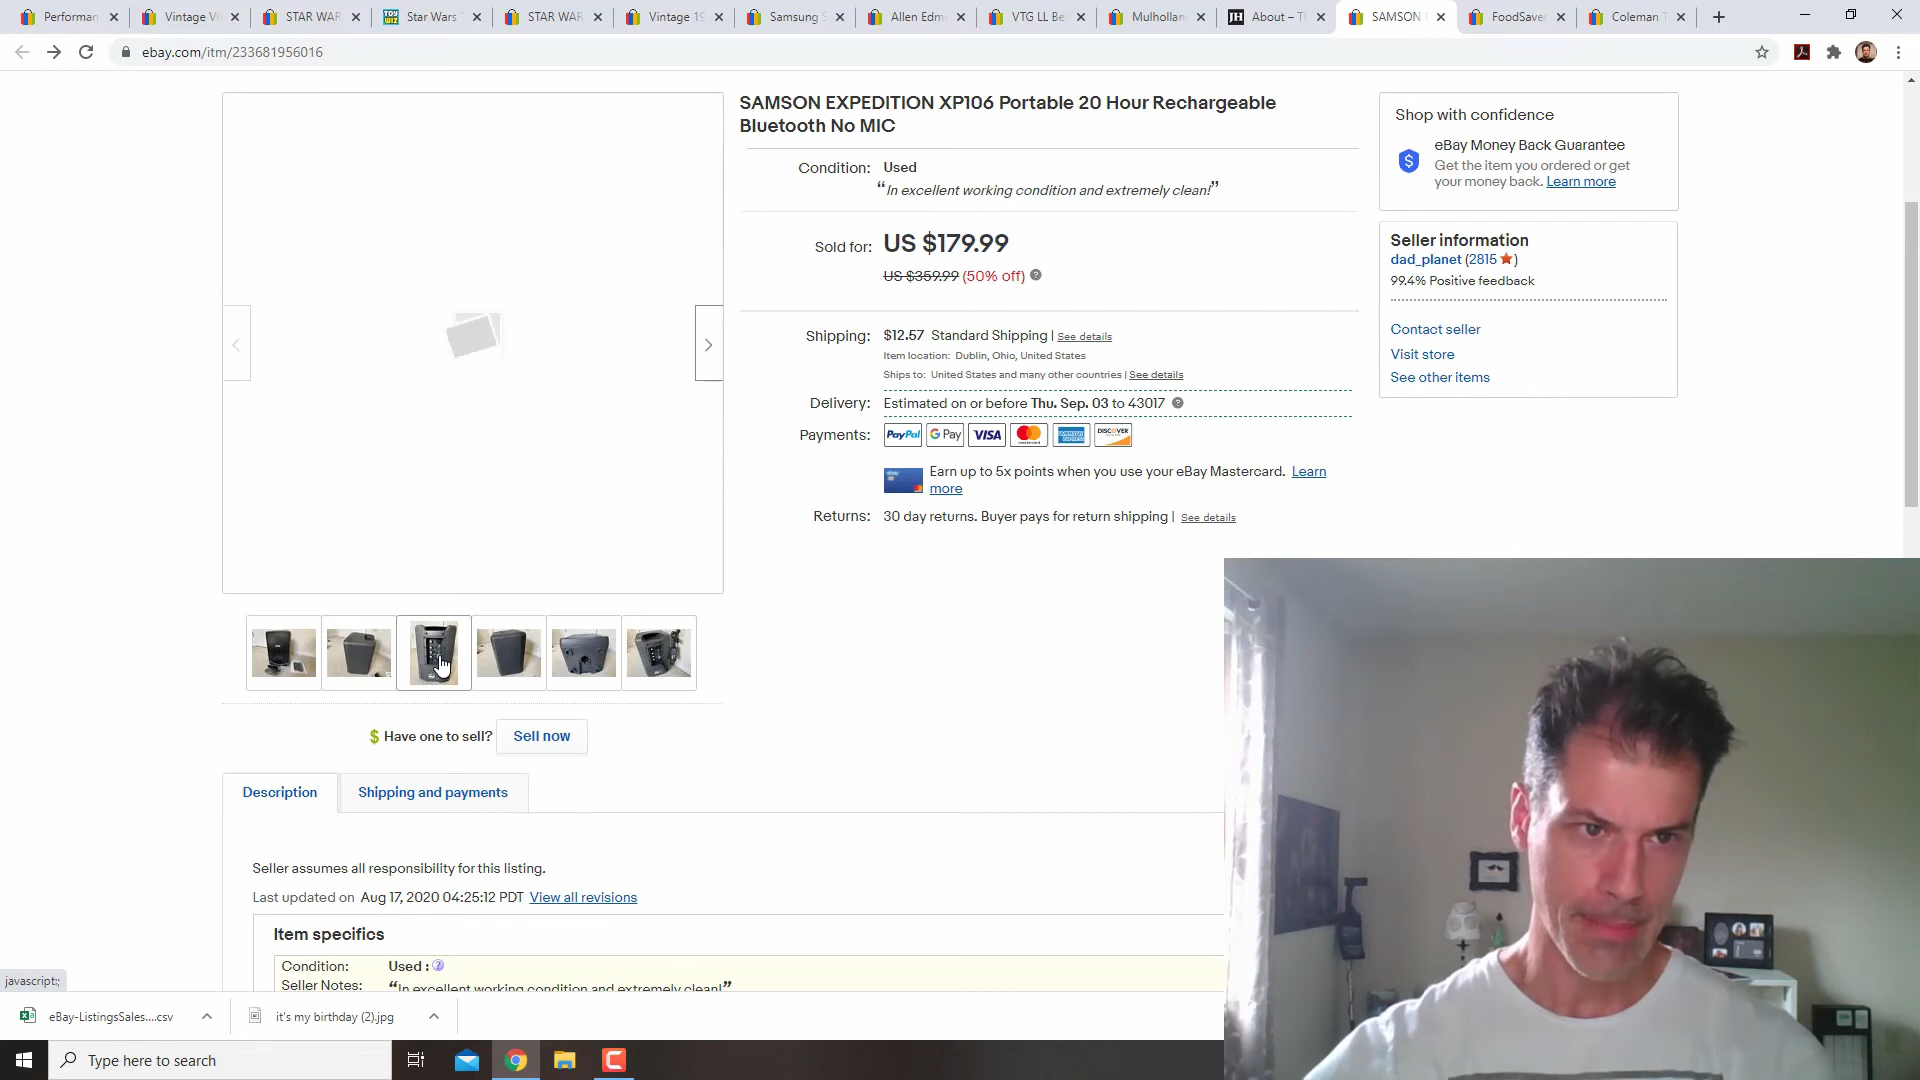 Performan
Vintage Vi
STAR WAR
Star Wars
STAR WAR
Vintage 19
Samsung S
Allen Edm
VTG LL Be
Mulhollan
About – Th
SAMSON
FoodSaver
Coleman T
ebay.com/itm/233681956016
SAMSON EXPEDITION XP106 Portable 20 Hour Rechargeable
Bluetooth No MIC
Condition: Used
“In excellent working condition and extremely clean!”
Sold for: US $179.99
US $359.99 (50% off)
Shipping: $12.57 Standard Shipping | See details
Item location: Dublin, Ohio, United States
Ships to: United States and many other countries | See details
Delivery: Estimated on or before Thu. Sep. 03 to 43017
Payments: PayPal G Pay VISA DISCOVER
Earn up to 5x points when you use your eBay Mastercard. Learn
more
Returns: 30 day returns. Buyer pays for return shipping | See details
Shop with confidence
eBay Money Back Guarantee
Get the item you ordered or get
your money back. Learn more
Seller information
dad_planet (2815)
99.4% Positive feedback
Contact seller
Visit store
See other items
Have one to sell? Sell now
Description
Shipping and payments
Seller assumes all responsibility for this listing.
Last updated on Aug 17, 2020 04:25:12 PDT View all revisions
Item specifics
Condition: Used :
Seller Notes: “In excellent working condition and extremely clean!”
javascript:;
eBay-ListingsSales....csv
it's my birthday (2).jpg
Type here to search